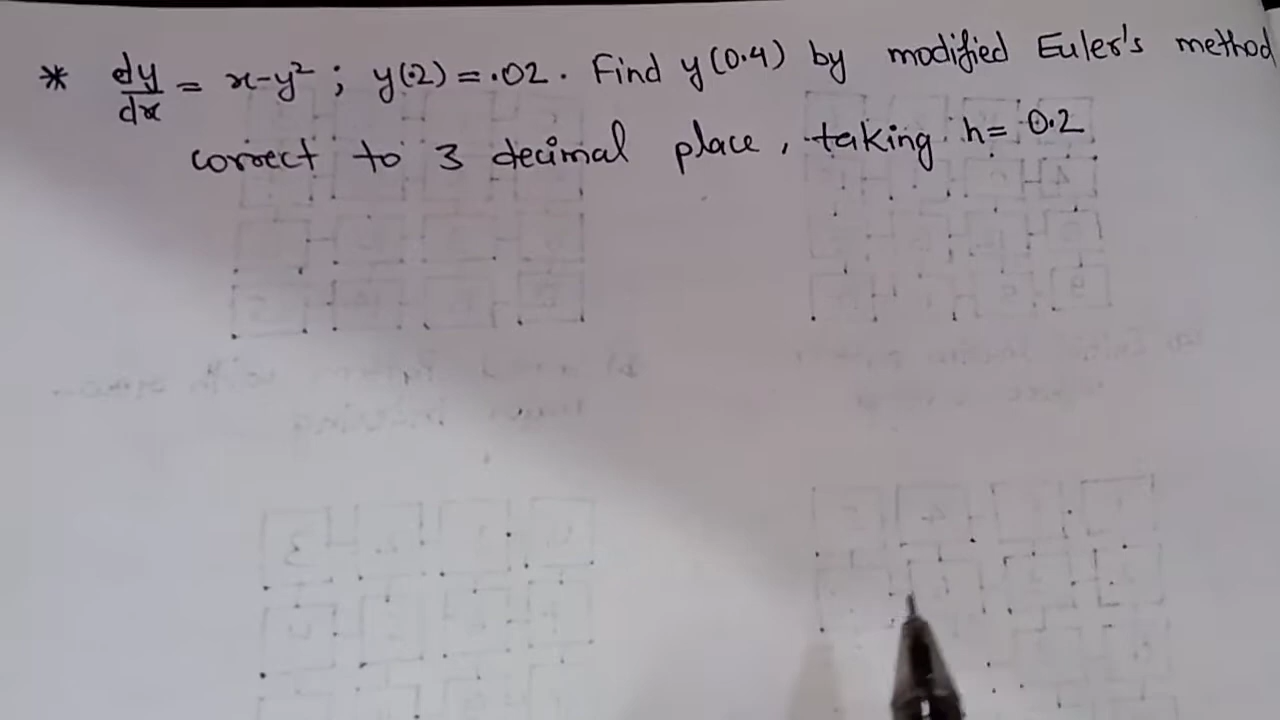 * dy/dx = x-y²; y(.2) = .02. Find y(0.4) by modified Euler's method
correct to 3 decimal place, taking h= 0.2